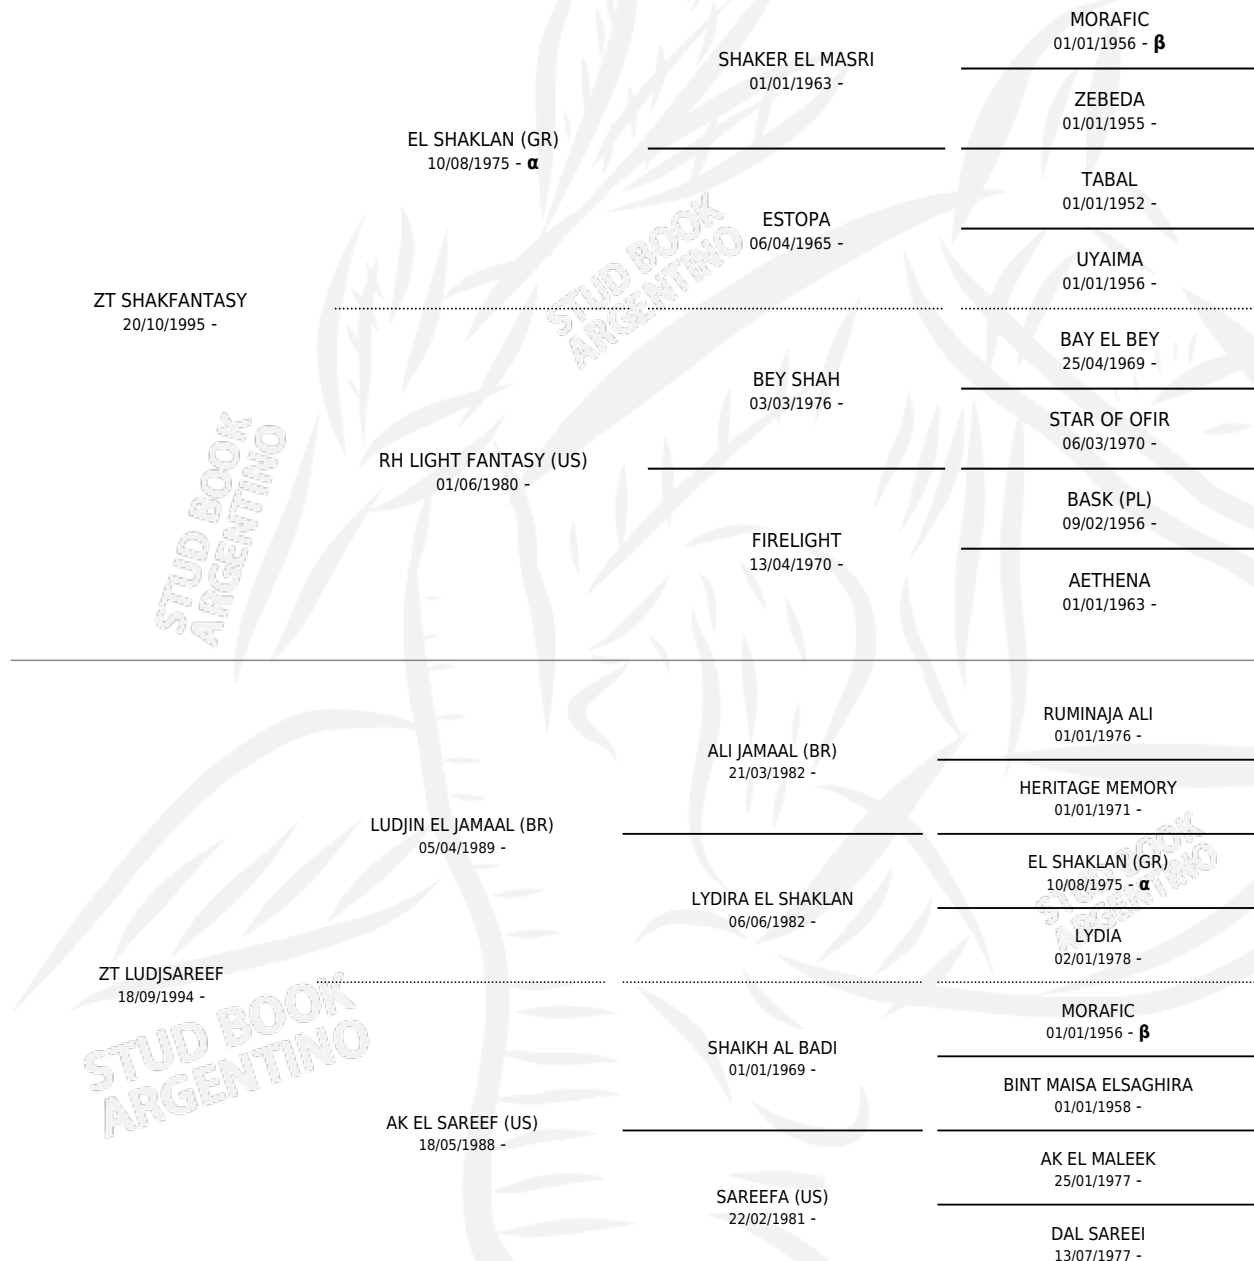 MORAFIC
01/01/1956 - β
SHAKER EL MASRI
01/01/1963 -
ZEBEDA
01/01/1955 -
EL SHAKLAN (GR)
10/08/1975 - α
TABAL
01/01/1952 -
ESTOPA
06/04/1965 -
UYAIMA
01/01/1956 -
ZT SHAKFANTASY
20/10/1995 -
BAY EL BEY
25/04/1969 -
BEY SHAH
03/03/1976 -
STAR OF OFIR
06/03/1970 -
RH LIGHT FANTASY (US)
01/06/1980 -
BASK (PL)
09/02/1956 -
FIRELIGHT
13/04/1970 -
AETHENA
01/01/1963 -
RUMINAJA ALI
01/01/1976 -
ALI JAMAAL (BR)
21/03/1982 -
HERITAGE MEMORY
01/01/1971 -
LUDJIN EL JAMAAL (BR)
05/04/1989 -
EL SHAKLAN (GR)
10/08/1975 - α
LYDIRA EL SHAKLAN
06/06/1982 -
LYDIA
02/01/1978 -
ZT LUDJSAREEF
18/09/1994 -
MORAFIC
01/01/1956 - β
SHAIKH AL BADI
01/01/1969 -
BINT MAISA ELSAGHIRA
01/01/1958 -
AK EL SAREEF (US)
18/05/1988 -
AK EL MALEEK
25/01/1977 -
SAREEFA (US)
22/02/1981 -
DAL SAREEI
13/07/1977 -
STUD BOOK
ARGENTINO
STUD BOOK
ARGENTINO
STUD BOOK
ARGENTINO
STUD BOOK
ARGENTINO